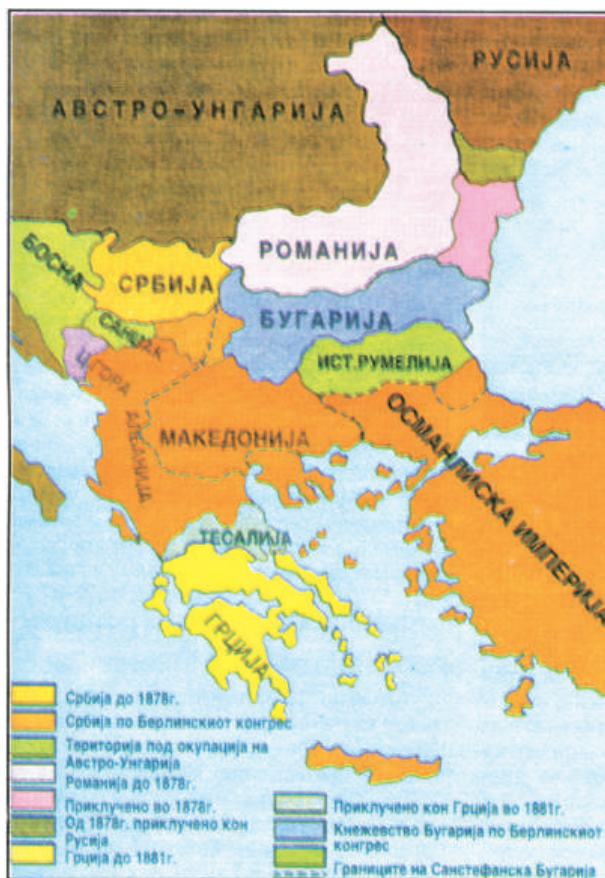 РУСИЈА
АВСТРО-УНГАРИЈА
РОМАНИЈА
БОСНА
СРБИЈА
БУГАРИЈА
САНЏАК
ИСТ.РУМЕЛИЈА
Ц.ГОРА
АЛБАНИЈА
МАКЕДОНИЈА
ОСМАНЛИСКА ИМПЕРИЈА
ТЕСАЛИЈА
ГРЦИЈА
Србија до 1878г.
Србија по Берлинскиот конгрес
Територија под окупација на
Австро-Унгарија
Романија до 1878г.
Приклучено во 1878г.
Од 1878г. приклучено кон
Русија
Грција до 1881г.
Приклучено кон Грција во 1881г.
Кнежевство Бугарија по Берлинскиот
конгрес
Границите на Санстефанска Бугарија